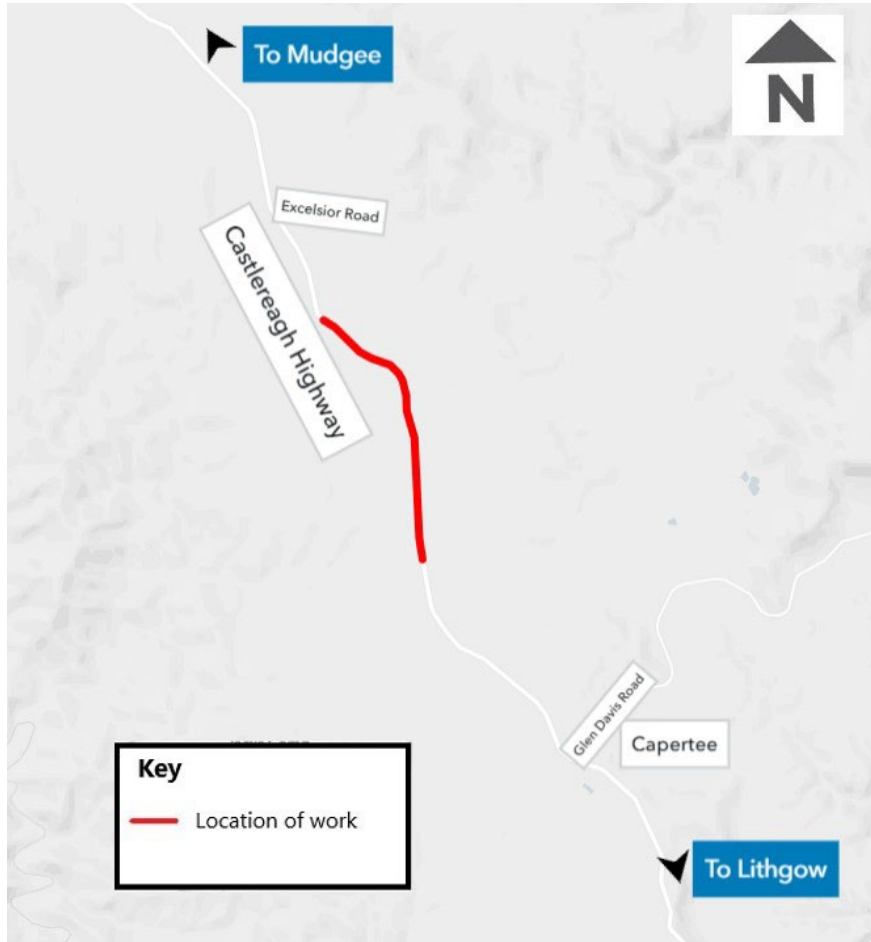 To Mudgee
N
Excelsior Road
Castlereagh Highway
Glen Davis Road
Capertee
Key
Location of work
To Lithgow